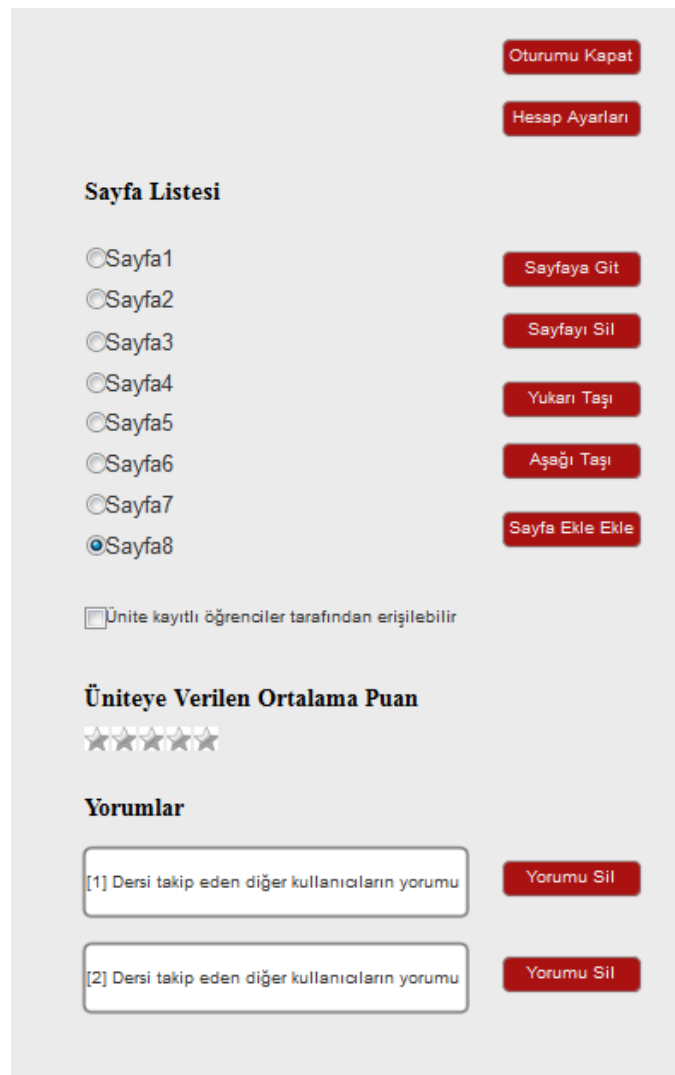 Oturumu Kapat
Hesap Ayarları
Sayfa Listesi
Sayfa1
Sayfaya Git
Sayfa2
Sayfa3
Sayfayı Sil
Sayfa4
Yukarı Taşı
Sayfa5
Sayfa6
Aşağı Taşı
Sayfa7
Sayfa8
Sayfa Ekle Ekle
Ünite kayıtlı öğrenciler tarafından erişilebilir
Üniteye Verilen Ortalama Puan
Yorumlar
[1] Dersi takip eden diğer kullanıcıların yorumu
Yorumu Sil
[2] Dersi takip eden diğer kullanıcıların yorumu
Yorumu Sil